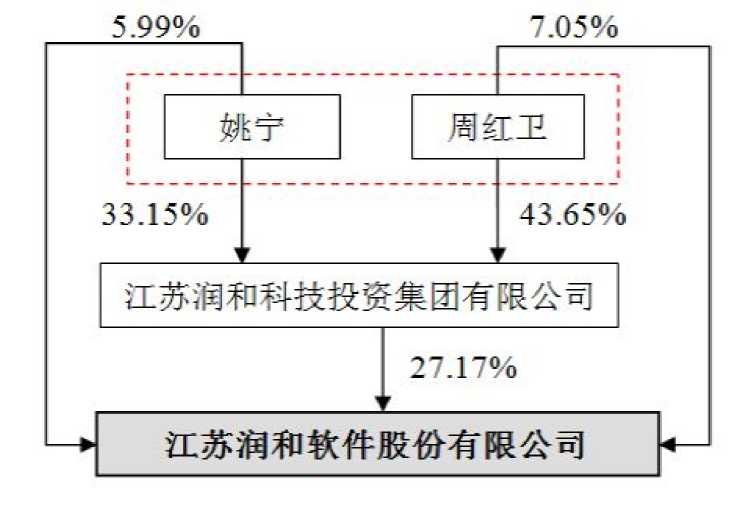 5.99% 7.05%
姚宁 周红卫
33.15% 43.65%
江苏润和科技投资集团有限公司
27.17%
江苏润和软件股份有限公司